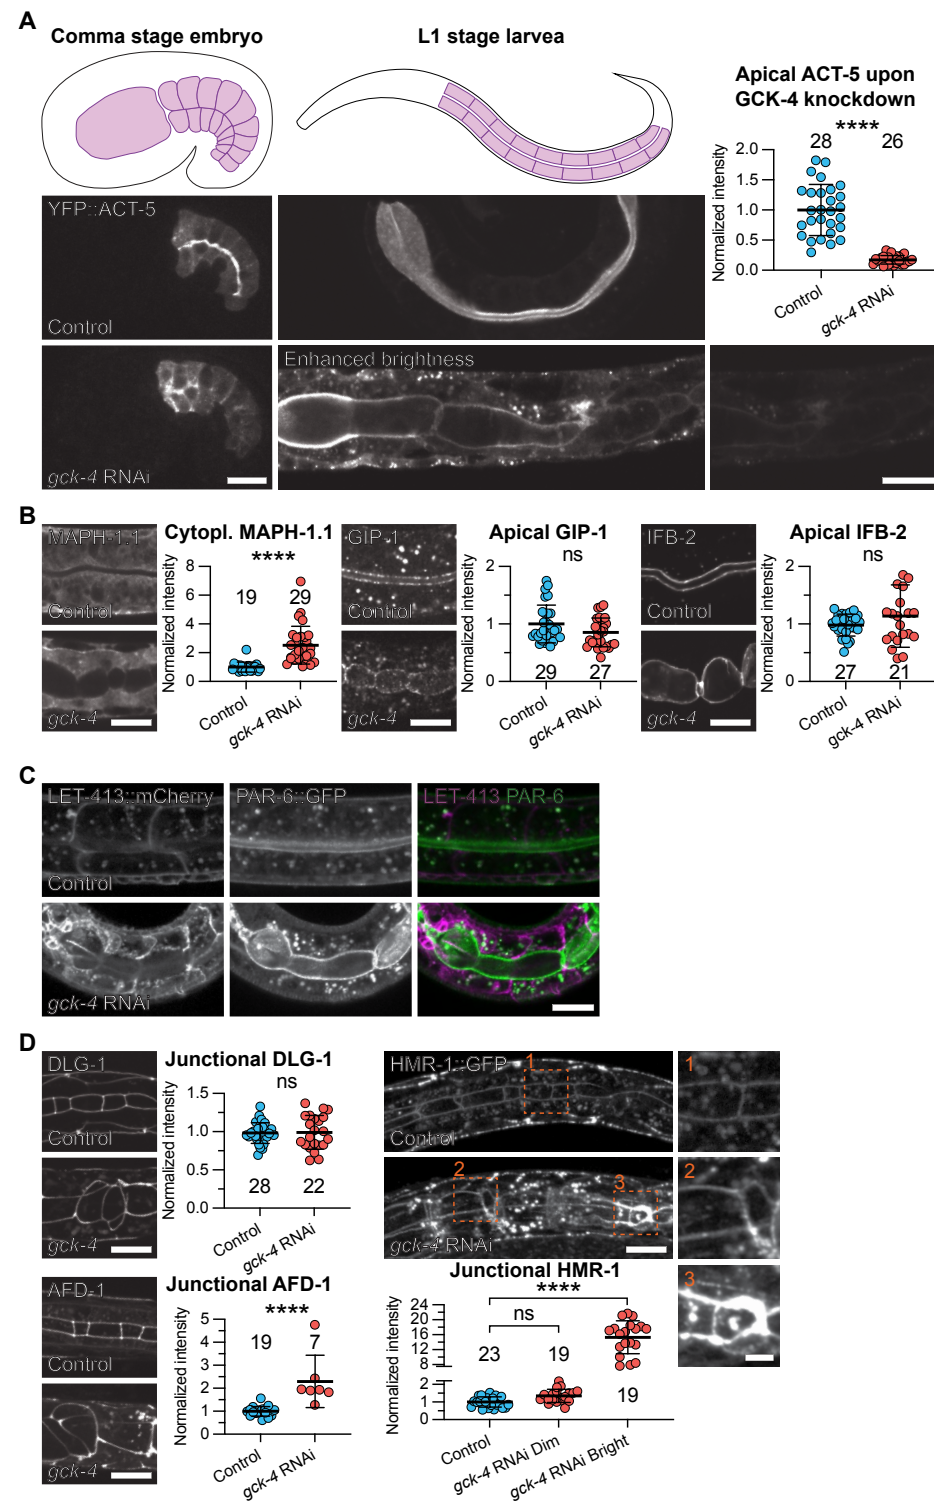 A
Comma stage embryo
L1 stage larvea
Apical ACT-5 upon
GCK-4 knockdown
****
28
26
Normalized intensity
2.0
1.5
1.0
0.5
0.0
Control
gck-4 RNAi
YFP::ACT-5
Control
Enhanced brightness
gck-4 RNAi
B
MAPH-1.1
Control
gck-4
Cytopl. MAPH-1.1
****
19
29
Normalized intensity
8
6
4
2
0
Control
gck-4 RNAi
GIP-1
Control
gck-4
Apical GIP-1
ns
Normalized intensity
2
1
0
29
27
Control
gck-4 RNAi
IFB-2
Control
gck-4
Apical IFB-2
ns
Normalized intensity
2
1
0
27
21
Control
gck-4 RNAi
C
LET-413::mCherry
PAR-6::GFP
LET-413 PAR-6
Control
gck-4 RNAi
D
DLG-1
Control
gck-4
Junctional DLG-1
ns
Normalized intensity
1.5
1.0
0.5
0.0
28
22
Control
gck-4 RNAi
HMR-1::GFP
1
Control
2
3
gck-4 RNAi
1
2
3
AFD-1
Control
gck-4
Junctional AFD-1
****
19
7
Normalized intensity
5
4
3
2
1
0
Control
gck-4 RNAi
Junctional HMR-1
****
ns
Normalized intensity
24
20
16
12
8
2
1
0
23
19
19
Control
gck-4 RNAi Dim
gck-4 RNAi Bright